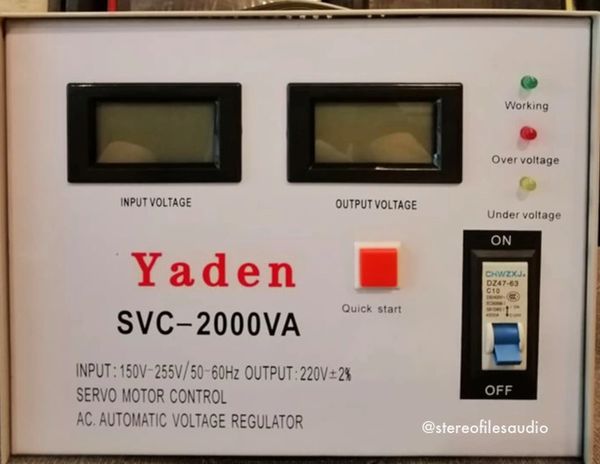 Working
Over voltage
Under voltage
INPUT VOLTAGE
OUTPUT VOLTAGE
Yaden
Quick start
SVC-2000VA
INPUT: 150V-255V/50-60Hz OUTPUT: 220V±2%
SERVO MOTOR CONTROL
AC. AUTOMATIC VOLTAGE REGULATOR
ON
CHWZXJ
DZ47-63
C10
OFF
@stereofilesaudio